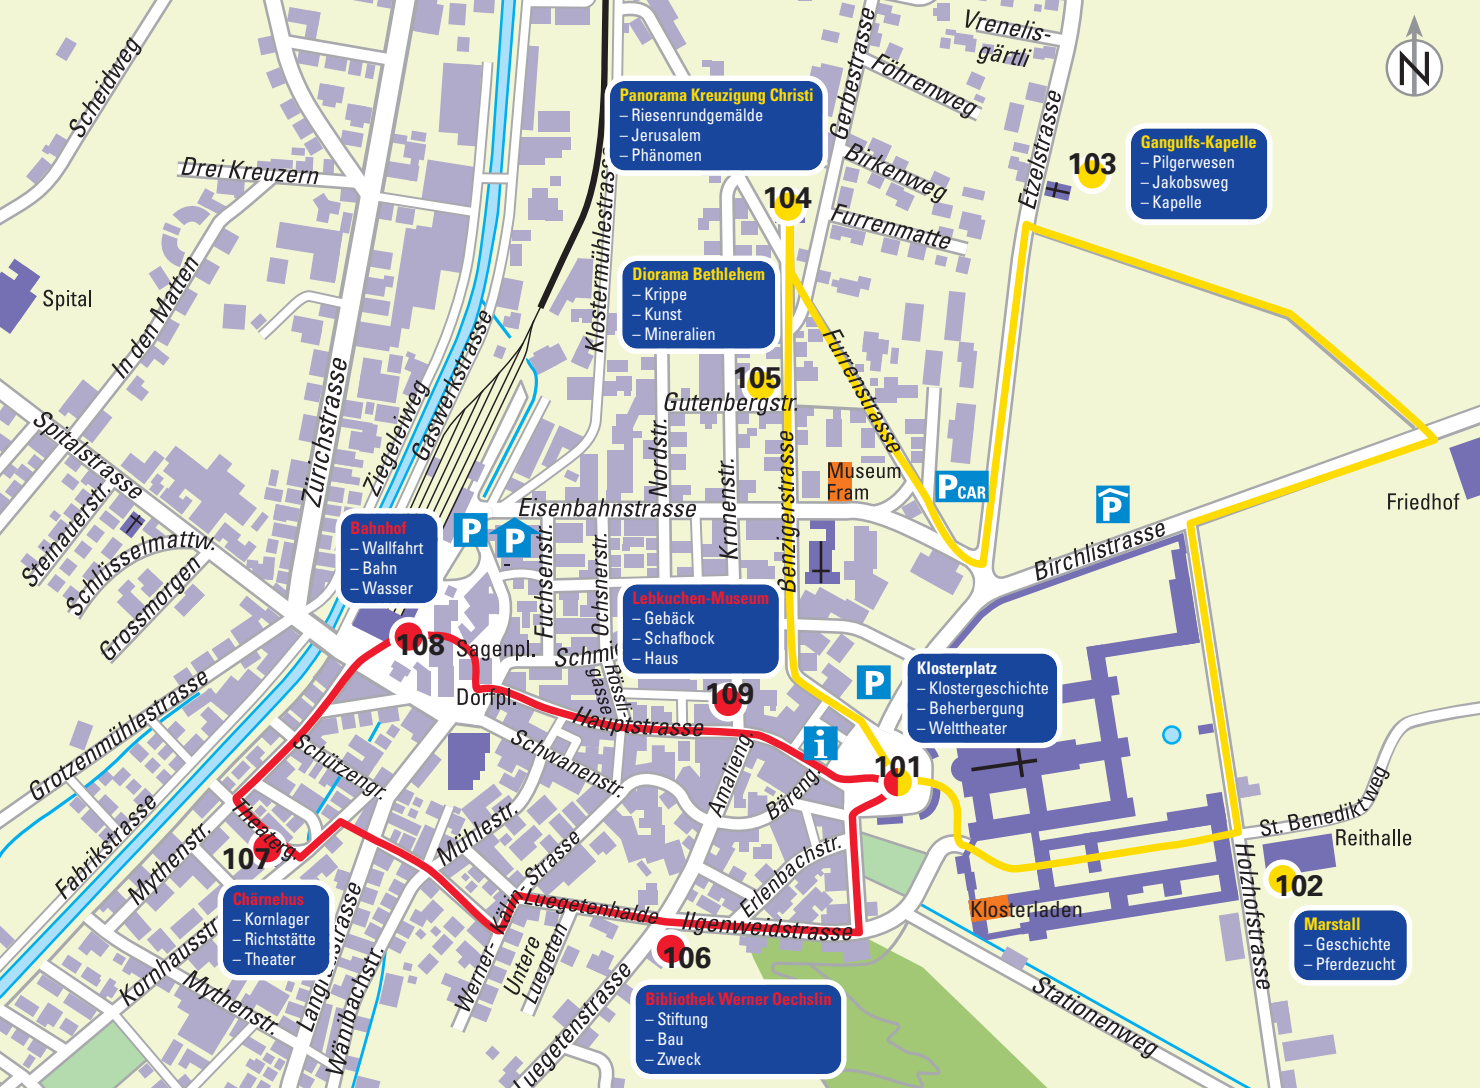 Vrenelis-
gärtli
Föhrenweg
Gerbestrasse
Scheidweg
N
Panorama Kreuzigung Christi
– Riesenrundgemälde
– Jerusalem
– Phänomen
Etzelstrasse
103
Gangulfs-Kapelle
– Pilgerwesen
– Jakobsweg
– Kapelle
Birkenweg
Drei Kreuzern
Klostermühlestrasse
104
Furrenmatte
In den Matten
Spital
Diorama Bethlehem
– Krippe
– Kunst
– Mineralien
Gaswerkstrasse
Ziegeleiweg
Zürichstrasse
Furrenstrasse
105
Gutenbergstr.
Spitalstrasse
Nordstr.
Kronenstr.
Benzigerstrasse
Museum
Fram
P CAR
P
Friedhof
Eisenbahnstrasse
Steinauerstr.
Schlüsselmattw.
Grossmorgen
Bahnhof
– Wallfahrt
– Bahn
– Wasser
P
P
Fuchsenstr.
Ochsnerstr.
Birchlistrasse
Lebkuchen-Museum
– Gebäck
– Schafbock
– Haus
108
Sagenpl.
Dorfpl.
Rössli-
gasse
P
Klosterplatz
– Klostergeschichte
– Beherbergung
– Welttheater
109
Hauptstrasse
Grotzenmühlestrasse
Schützengr.
Schwanenstr.
Amalieng.
Bäreng.
i
101
Fabrikstrasse
Mythenstr.
Theaterg.
107
Mühlestr.
Erlenbachstr.
St. Benediktweg
Reithalle
102
Holzhofstrasse
Chärnehus
– Kornlager
– Richtstätte
– Theater
Werner-Kälin-Strasse
Luegetenhalde
Ilgenweidstrasse
Klosterladen
Marstall
– Geschichte
– Pferdezucht
Untere
Luegeten
106
Kornhausstr
Mythenstr.
Wänibachstr.
Luegetenstrasse
Bibliothek Werner Oechslin
– Stiftung
– Bau
– Zweck
Stationenweg